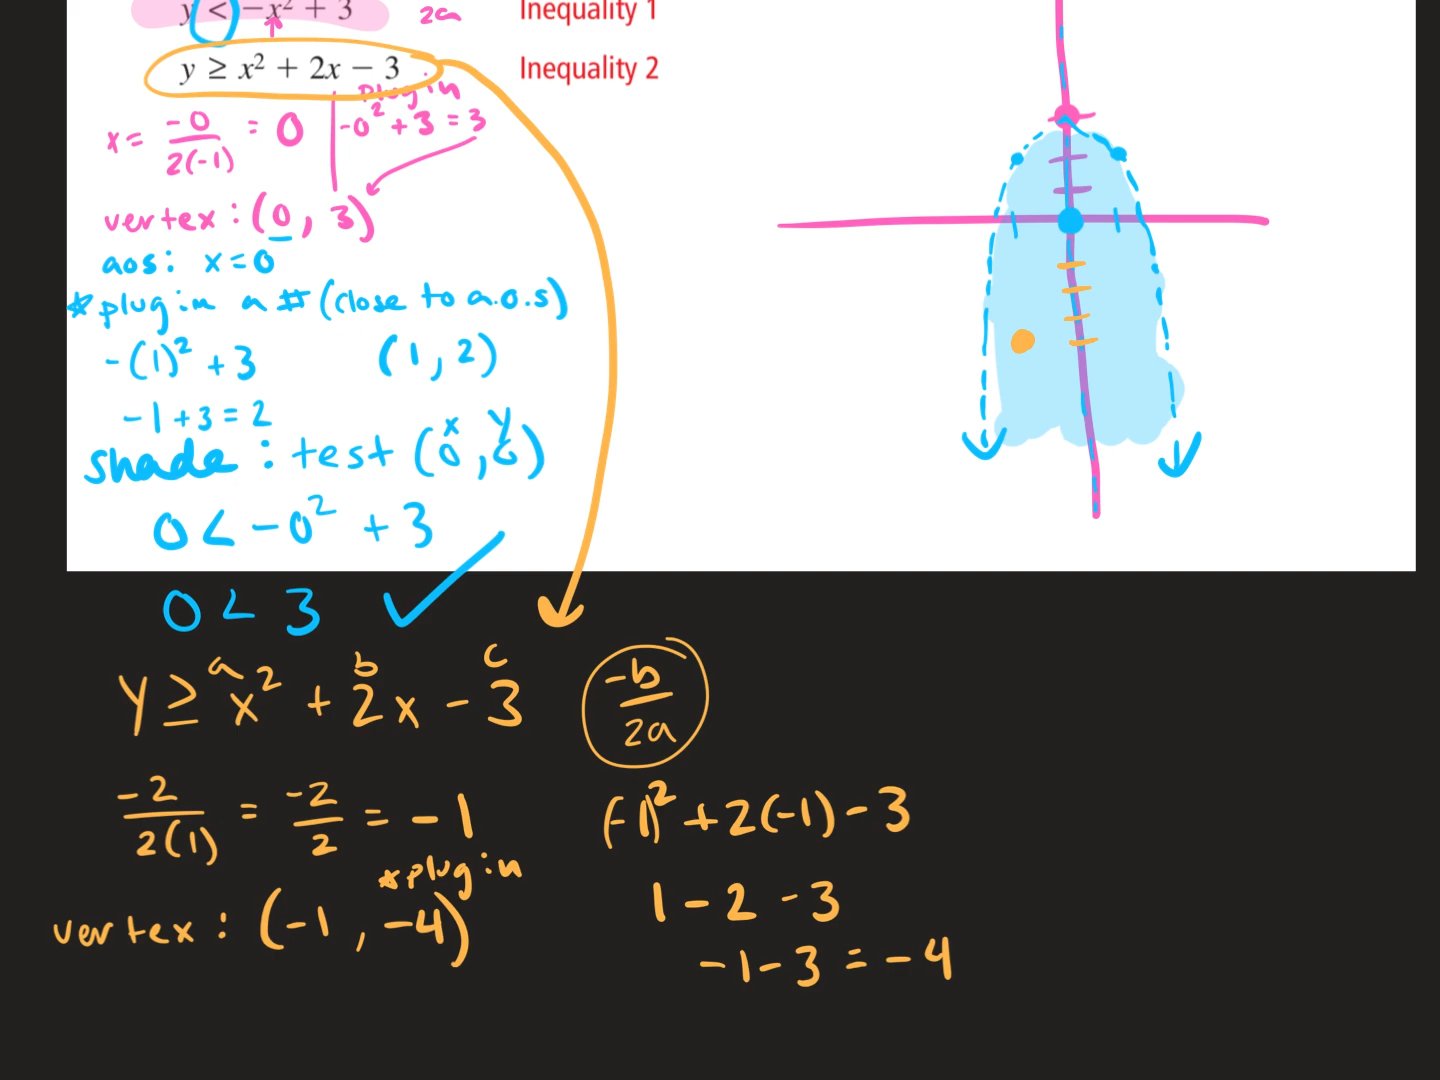 y < −x² + 3 2a Inequality 1
y ≥ x² + 2x − 3 Inequality 2
plug in
x = -0/2(-1) = 0 -0² + 3 = 3
vertex: (0, 3)
aos: x=0
*plug in a # (close to a.o.s)
-(1)² + 3 (1, 2)
-1 + 3 = 2
x y
shade: test (0, 0)
0 < -0² + 3
0 < 3 ✓
a b c
y ≥ x² + 2x - 3 -b/2a
-2/2(1) = -2/2 = -1 (-1)² + 2(-1) - 3
*plug in
1 - 2 - 3
vertex: (-1, -4)
-1 - 3 = -4